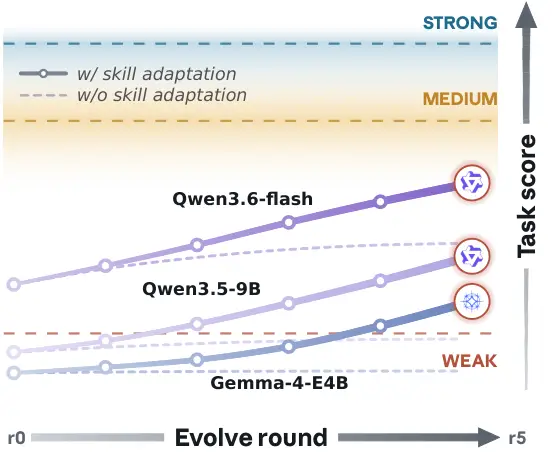 STRONG
w/ skill adaptation
w/o skill adaptation
MEDIUM
Qwen3.6-flash
Qwen3.5-9B
WEAK
Gemma-4-E4B
Task score
r0
Evolve round
r5